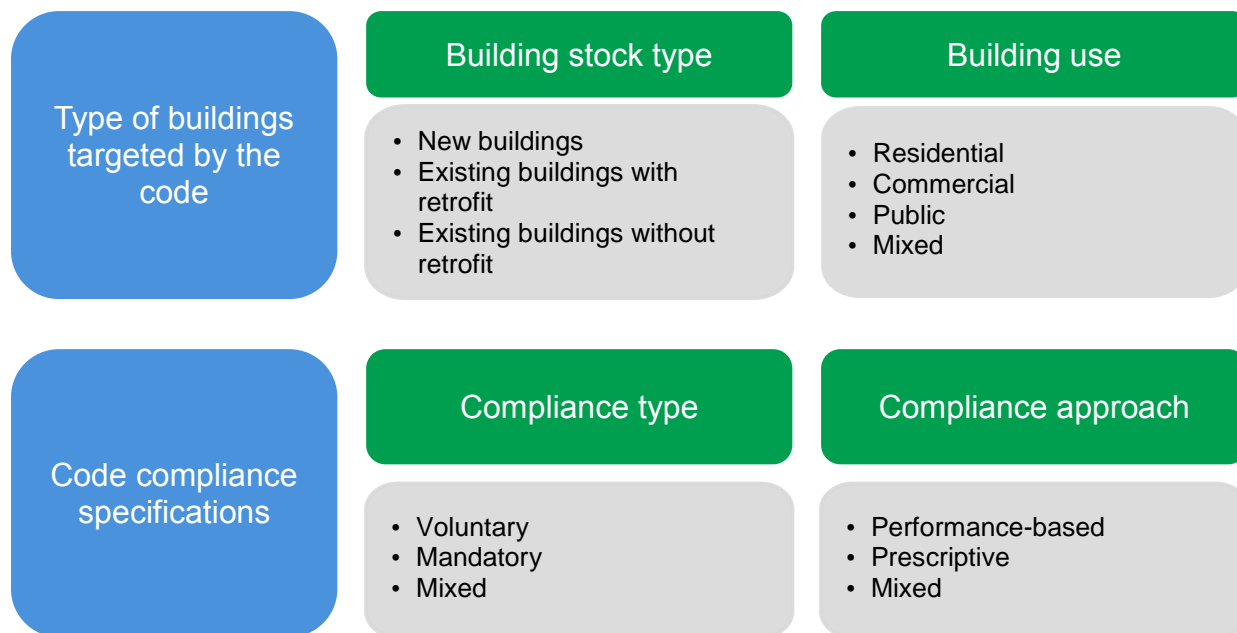 Type of buildings
targeted by the
code
Building stock type
• New buildings
• Existing buildings with
retrofit
• Existing buildings without
retrofit
Building use
• Residential
• Commercial
• Public
• Mixed
Code compliance
specifications
Compliance type
• Voluntary
• Mandatory
• Mixed
Compliance approach
• Performance-based
• Prescriptive
• Mixed